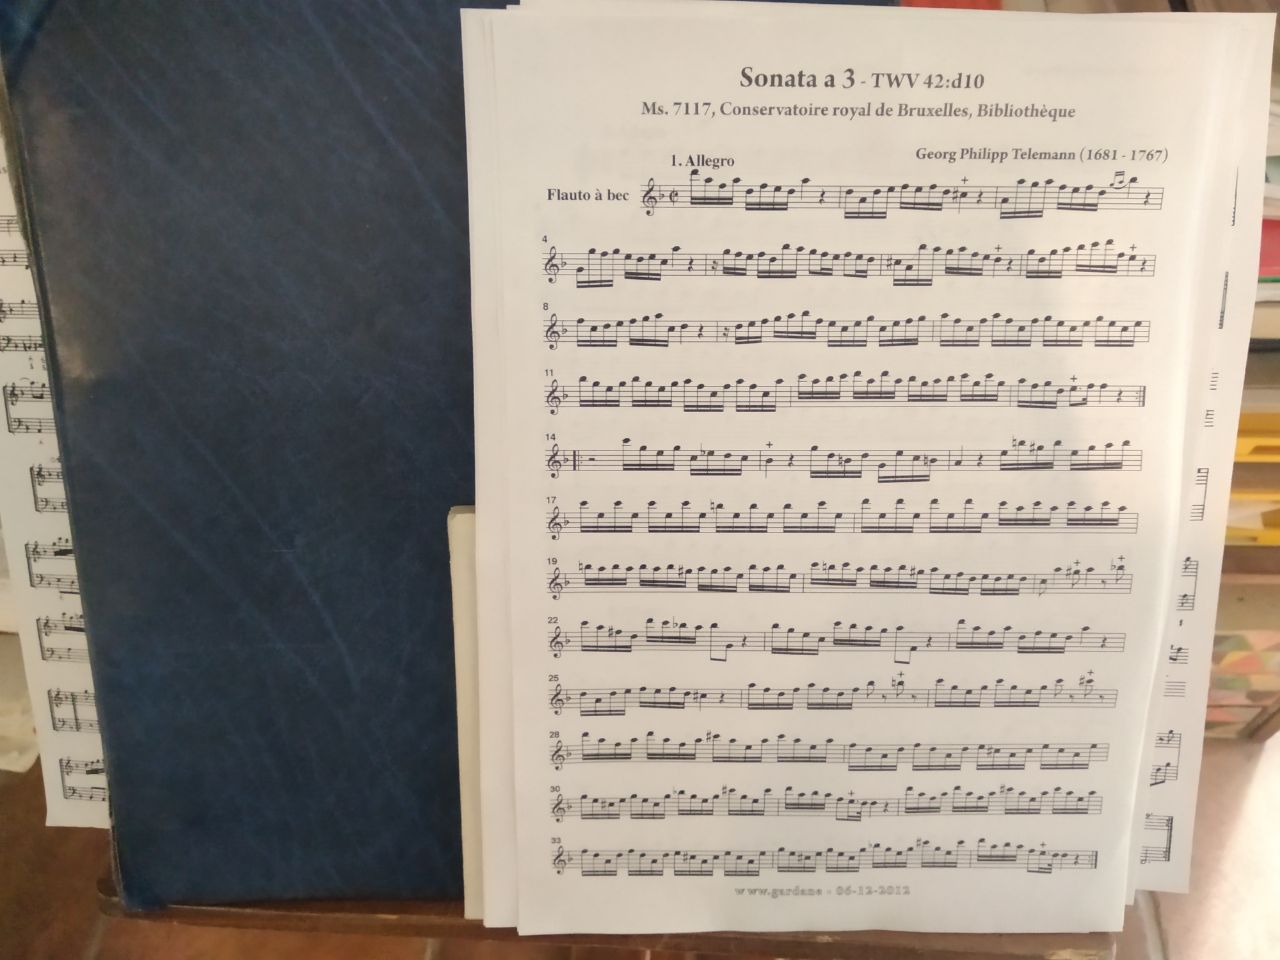 Sonata a 3 - TWV 42:d10
Ms. 7117, Conservatoire royal de Bruxelles, Bibliothèque
Georg Philipp Telemann (1681 - 1767)
1. Allegro
Flauto à bec
4
8
11
14
17
19
22
25
28
30
33
www.gardane - 06-12-2012